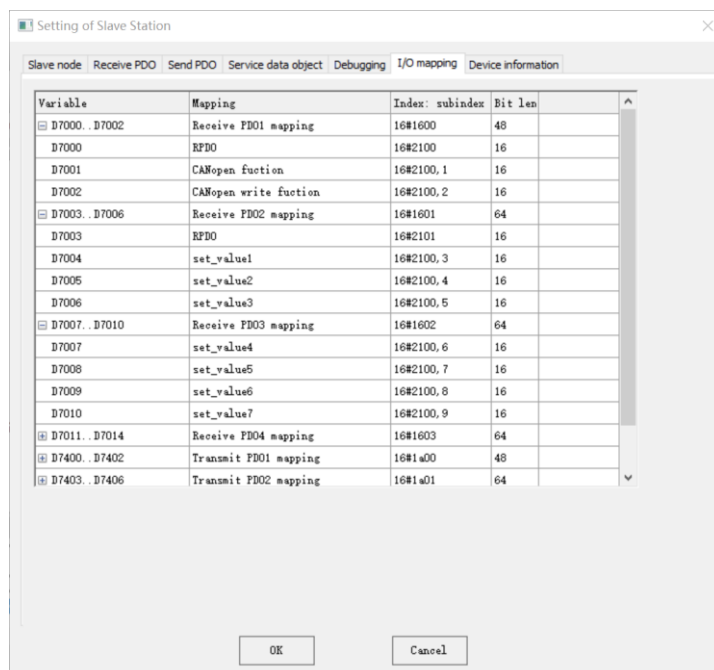 Setting of Slave Station
Slave node Receive PDO Send PDO Service data object Debugging I/O mapping Device information
Variable Mapping Index: subindex Bit len
D7000..D7002 Receive PDO1 mapping 16#1600 48
D7000 RPDO 16#2100 16
D7001 CANopen fuction 16#2100,1 16
D7002 CANopen write fuction 16#2100,2 16
D7003..D7006 Receive PDO2 mapping 16#1601 64
D7003 RPDO 16#2101 16
D7004 set_value1 16#2100,3 16
D7005 set_value2 16#2100,4 16
D7006 set_value3 16#2100,5 16
D7007..D7010 Receive PDO3 mapping 16#1602 64
D7007 set_value4 16#2100,6 16
D7008 set_value5 16#2100,7 16
D7009 set_value6 16#2100,8 16
D7010 set_value7 16#2100,9 16
D7011..D7014 Receive PDO4 mapping 16#1603 64
D7400..D7402 Transmit PDO1 mapping 16#1a00 48
D7403..D7406 Transmit PDO2 mapping 16#1a01 64
OK Cancel